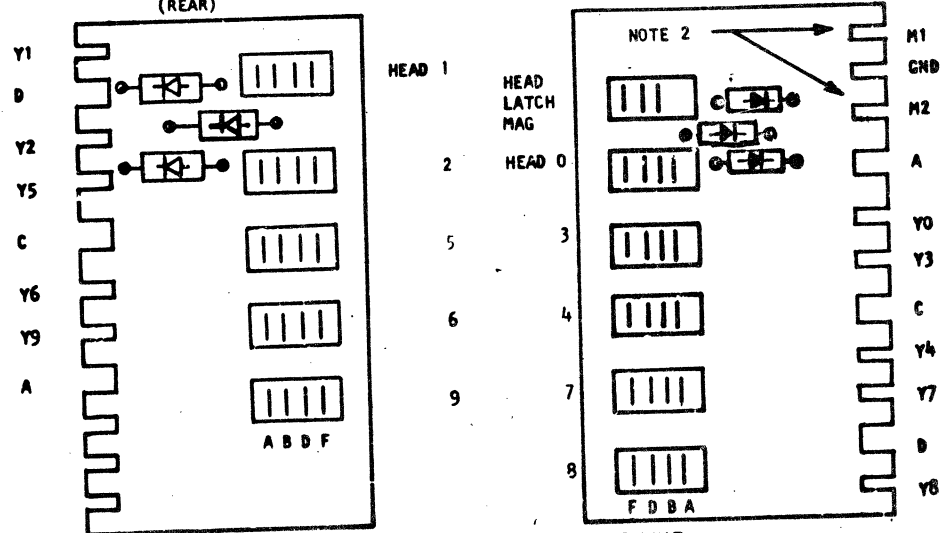 (REAR)
Y1
D
Y2
Y5
C
Y6
Y9
A
HEAD 1
2
5
6
9
A B D F
NOTE 2
HEAD
LATCH
MAG
HEAD 0
3
4
7
8
F D B A
M1
GND
M2
A
Y0
Y3
C
Y4
Y7
D
Y8